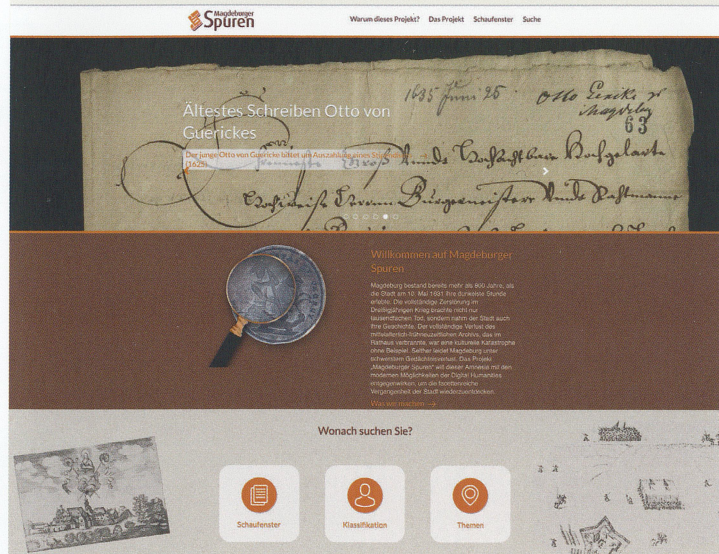 Magdeburger
Spuren
Warum dieses Projekt? Das Projekt Schaufenster Suche
1635 Juni 26
63
Ältestes Schreiben Otto von
Guerickes
Der junge Otto von Guericke bittet um Auszahlung eines
(1625)
Willkommen auf Magdeburger
Spuren
Magdeburg bestand bereits mehr als 800 Jahre, als
die Stadt am 10. Mai 1631 ihre dunkelste Stunde
erlebte. Die vollständige Zerstörung im
Dreißigjährigen Krieg brachte nicht nur
tausendfachen Tod, sondern nahm der Stadt auch
ihre Geschichte. Der vollständige Verlust des
mittelalterlich-frühneuzeitlichen Archivs, das im
Rathaus verbrannte, war eine kulturelle Katastrophe
ohne Beispiel. Seither leidet Magdeburg unter
schwerstem Gedächtnisverlust. Das Projekt
„Magdeburger Spuren" will dieser Amnesie mit den
modernen Möglichkeiten der Digital Humanities
entgegenwirken, um die facettenreiche
Vergangenheit der Stadt wiederzuentdecken.
Was wir machen →
Wonach suchen Sie?
Schaufenster
Klassifikation
Themen